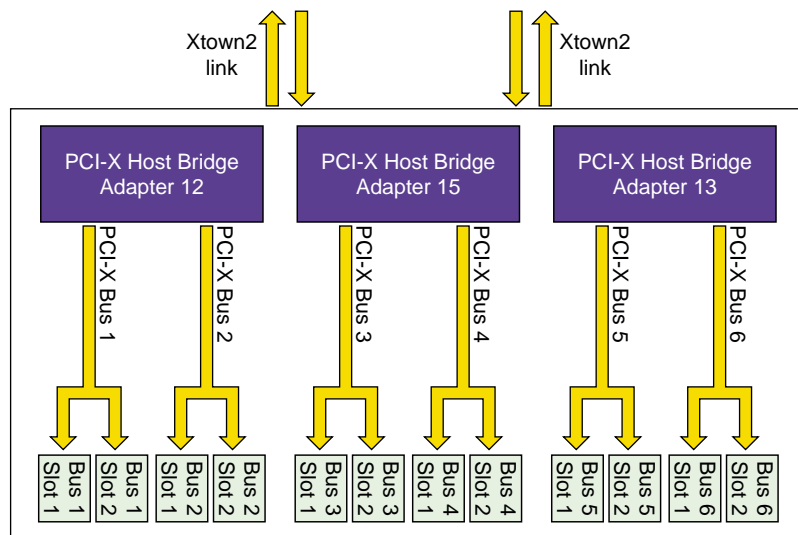 Xtown2
link
Xtown2
link
PCI-X Host Bridge
Adapter 12
PCI-X Host Bridge
Adapter 15
PCI-X Host Bridge
Adapter 13
PCI-X Bus 1
PCI-X Bus 2
PCI-X Bus 3
PCI-X Bus 4
PCI-X Bus 5
PCI-X Bus 6
Bus 1
Slot 1
Bus 1
Slot 2
Bus 2
Slot 1
Bus 2
Slot 2
Bus 3
Slot 1
Bus 3
Slot 2
Bus 4
Slot 1
Bus 4
Slot 2
Bus 5
Slot 1
Bus 5
Slot 2
Bus 6
Slot 1
Bus 6
Slot 2